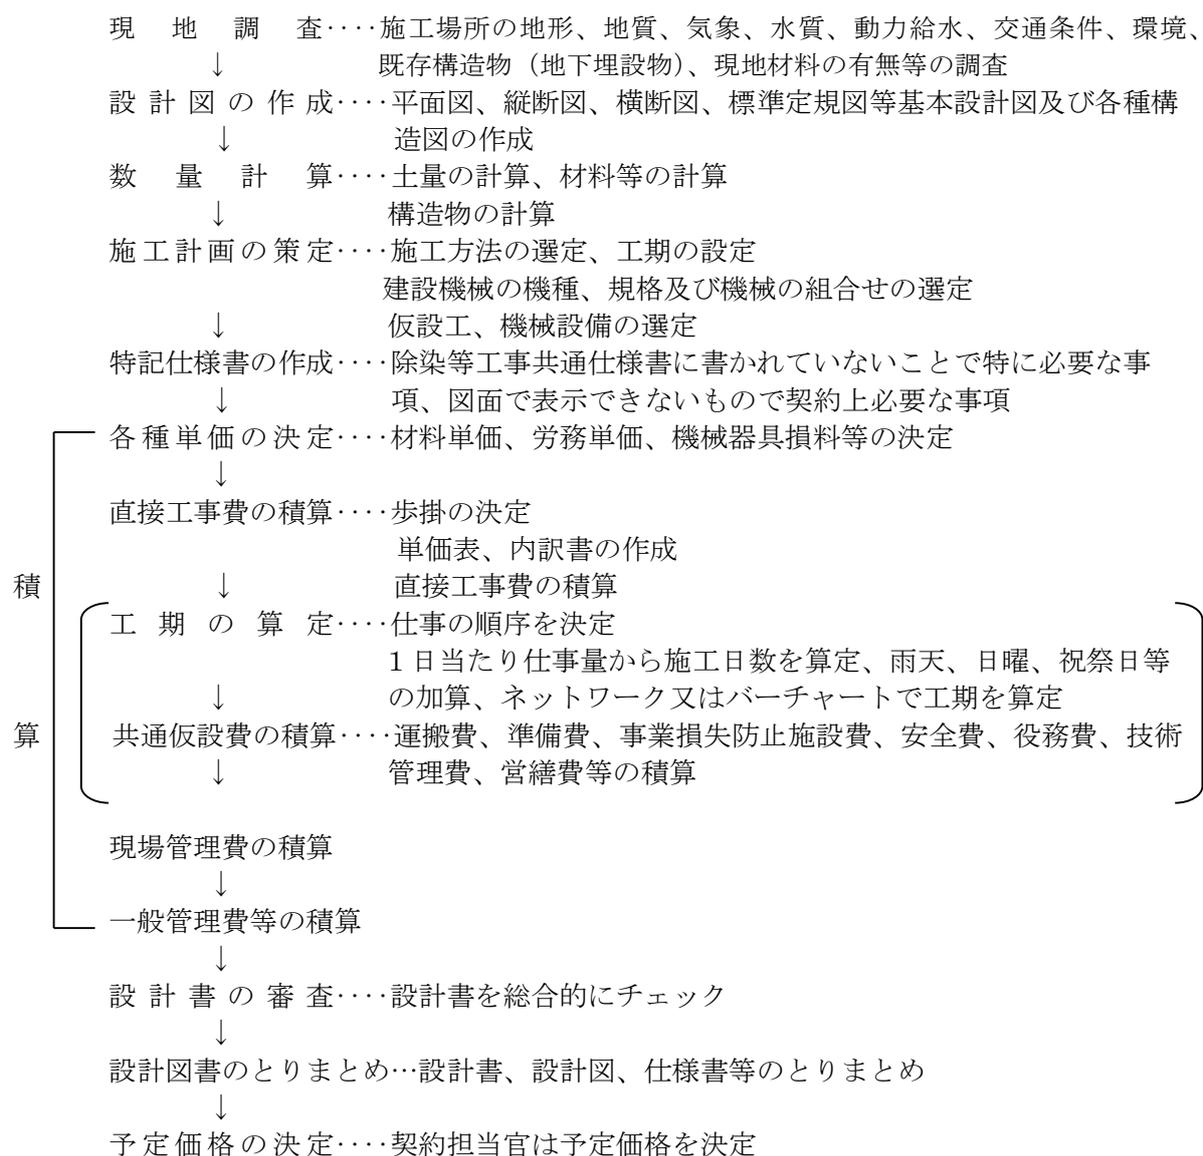 現地調査‥‥施工場所の地形、地質、気象、水質、動力給水、交通条件、環境、
↓ 既存構造物（地下埋設物）、現地材料の有無等の調査
設計図の作成‥‥平面図、縦断図、横断図、標準定規図等基本設計図及び各種構
↓ 造図の作成
数量計算‥‥土量の計算、材料等の計算
↓ 構造物の計算
施工計画の策定‥‥施工方法の選定、工期の設定
建設機械の機種、規格及び機械の組合せの選定
↓ 仮設工、機械設備の選定
特記仕様書の作成‥‥除染等工事共通仕様書に書かれていないことで特に必要な事
↓ 項、図面で表示できないもので契約上必要な事項
各種単価の決定‥‥材料単価、労務単価、機械器具損料等の決定
↓
直接工事費の積算‥‥歩掛の決定
単価表、内訳書の作成
積 ↓ 直接工事費の積算
工期の算定‥‥仕事の順序を決定
1日当たり仕事量から施工日数を算定、雨天、日曜、祝祭日等
↓ の加算、ネットワーク又はバーチャートで工期を算定
算 共通仮設費の積算‥‥運搬費、準備費、事業損失防止施設費、安全費、役務費、技術
↓ 管理費、営繕費等の積算
現場管理費の積算
↓
一般管理費等の積算
↓
設計書の審査‥‥設計書を総合的にチェック
↓
設計図書のとりまとめ…設計書、設計図、仕様書等のとりまとめ
↓
予定価格の決定‥‥契約担当官は予定価格を決定